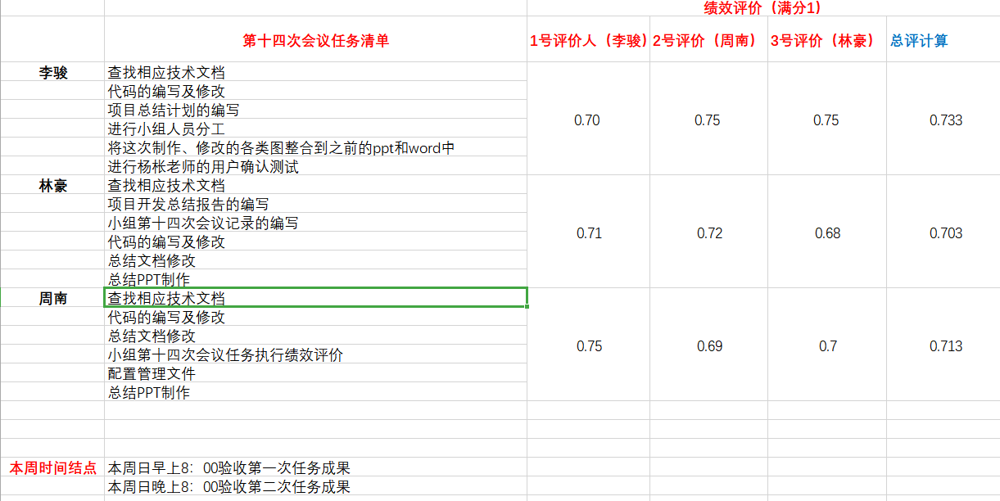 绩效评价（满分1）
第十四次会议任务清单 1号评价人（李骏） 2号评价（周南） 3号评价（林豪） 总评计算
李骏 查找相应技术文档
代码的编写及修改
项目总结计划的编写
0.70 0.75 0.75 0.733
进行小组人员分工
将这次制作、修改的各类图整合到之前的ppt和word中
进行杨枨老师的用户确认测试
林豪 查找相应技术文档
项目开发总结报告的编写
小组第十四次会议记录的编写
0.71 0.72 0.68 0.703
代码的编写及修改
总结文档修改
总结PPT制作
周南 查找相应技术文档
代码的编写及修改
总结文档修改
0.75 0.69 0.7 0.713
小组第十四次会议任务执行绩效评价
配置管理文件
总结PPT制作
本周时间结点 本周日早上8：00验收第一次任务成果
本周日晚上8：00验收第二次任务成果